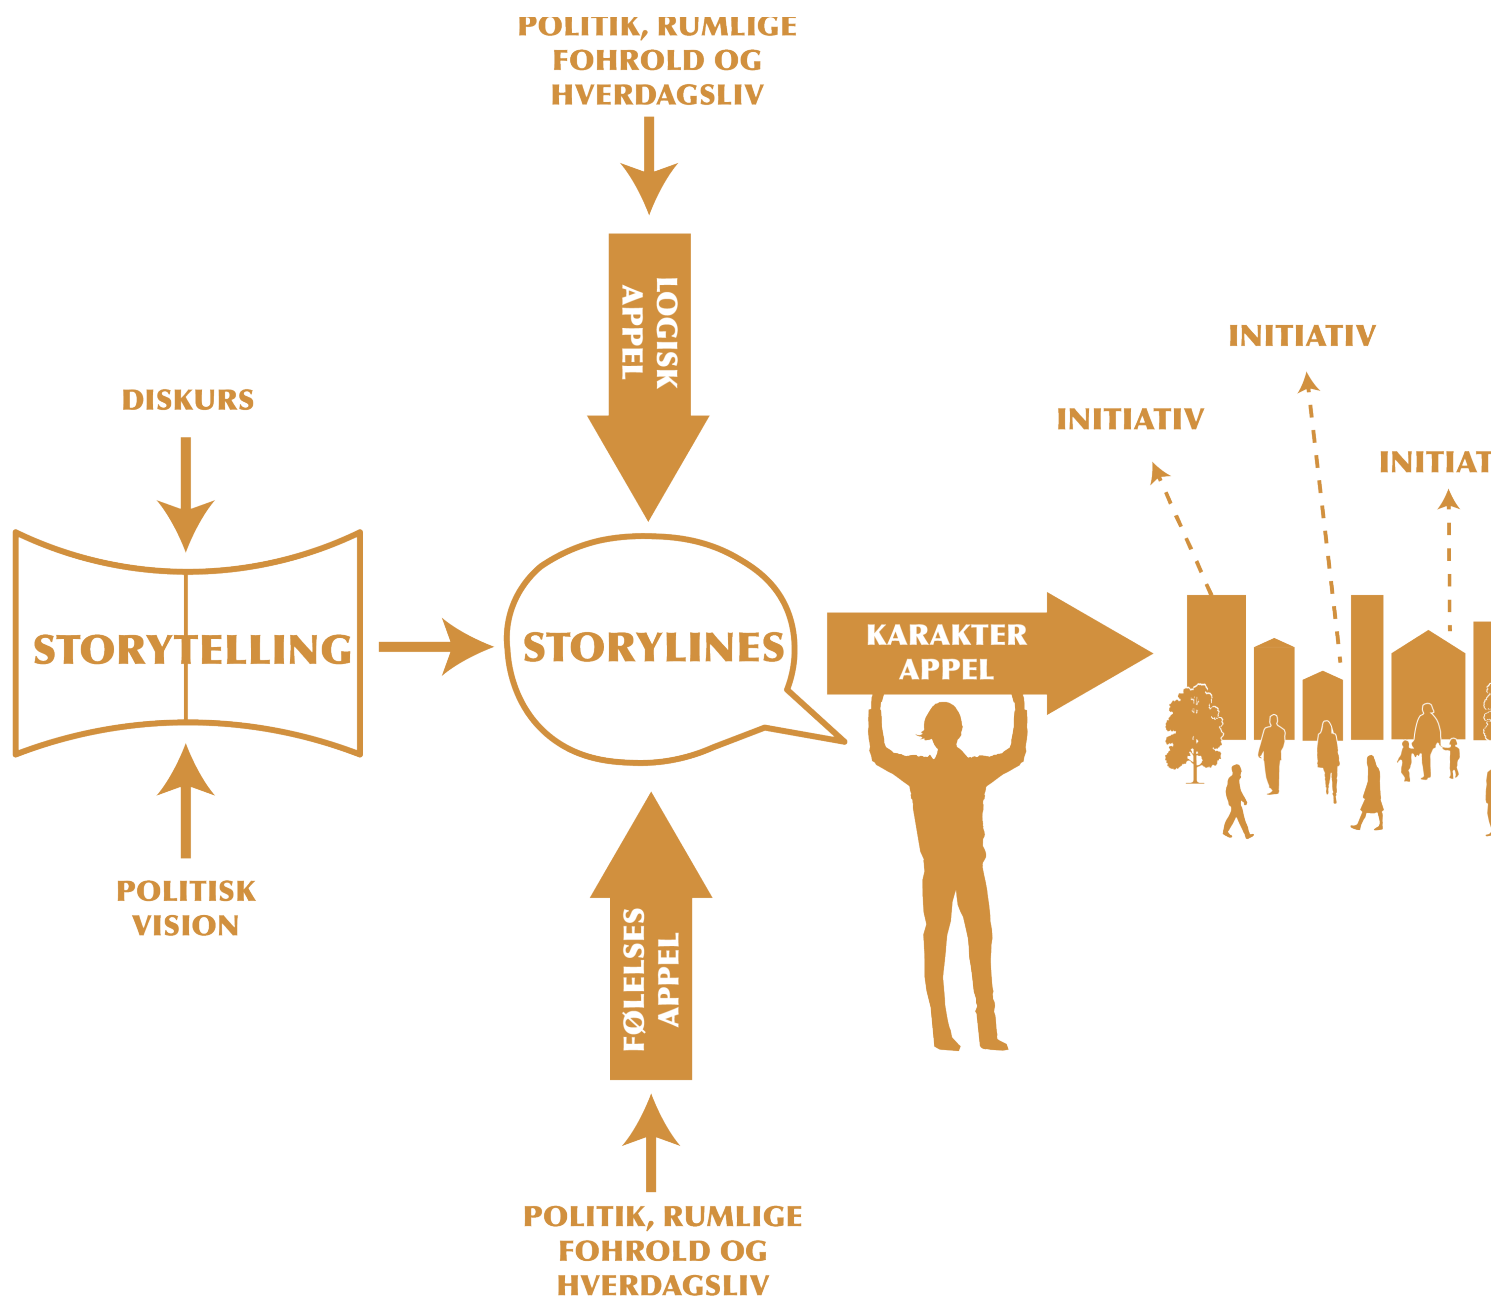 POLITIK, RUMLIGE
FOHROLD OG
HVERDAGSLIV
LOGISK
APPEL
INITIATIV
INITIATIV
INITIAT
DISKURS
STORYTELLING
STORYLINES
KARAKTER
APPEL
POLITISK
VISION
FØLELSES
APPEL
POLITIK, RUMLIGE
FOHROLD OG
HVERDAGSLIV